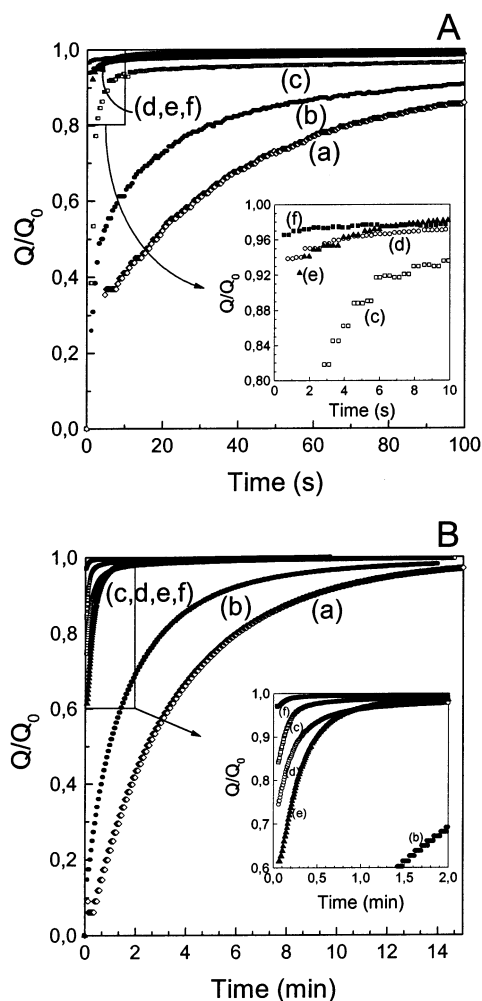 A
1,0
0,8
0,6
0,4
0,2
0,0
Q/Q0
0 20 40 60 80 100
Time (s)
(c)
(d,e,f)
(b)
(a)
1,00
0,96
0,92
0,88
0,84
0,80
Q/Q0
(f)
(d)
(e)
(c)
0 2 4 6 8 10
Time (s)
B
1,0
0,8
0,6
0,4
0,2
0,0
Q/Q0
0 2 4 6 8 10 12 14
Time (min)
(c,d,e,f)
(b)
(a)
1,0
0,9
0,8
0,7
0,6
Q/Q0
(f)
(c)
(d)
(e)
(b)
0,0 0,5 1,0 1,5 2,0
Time (min)